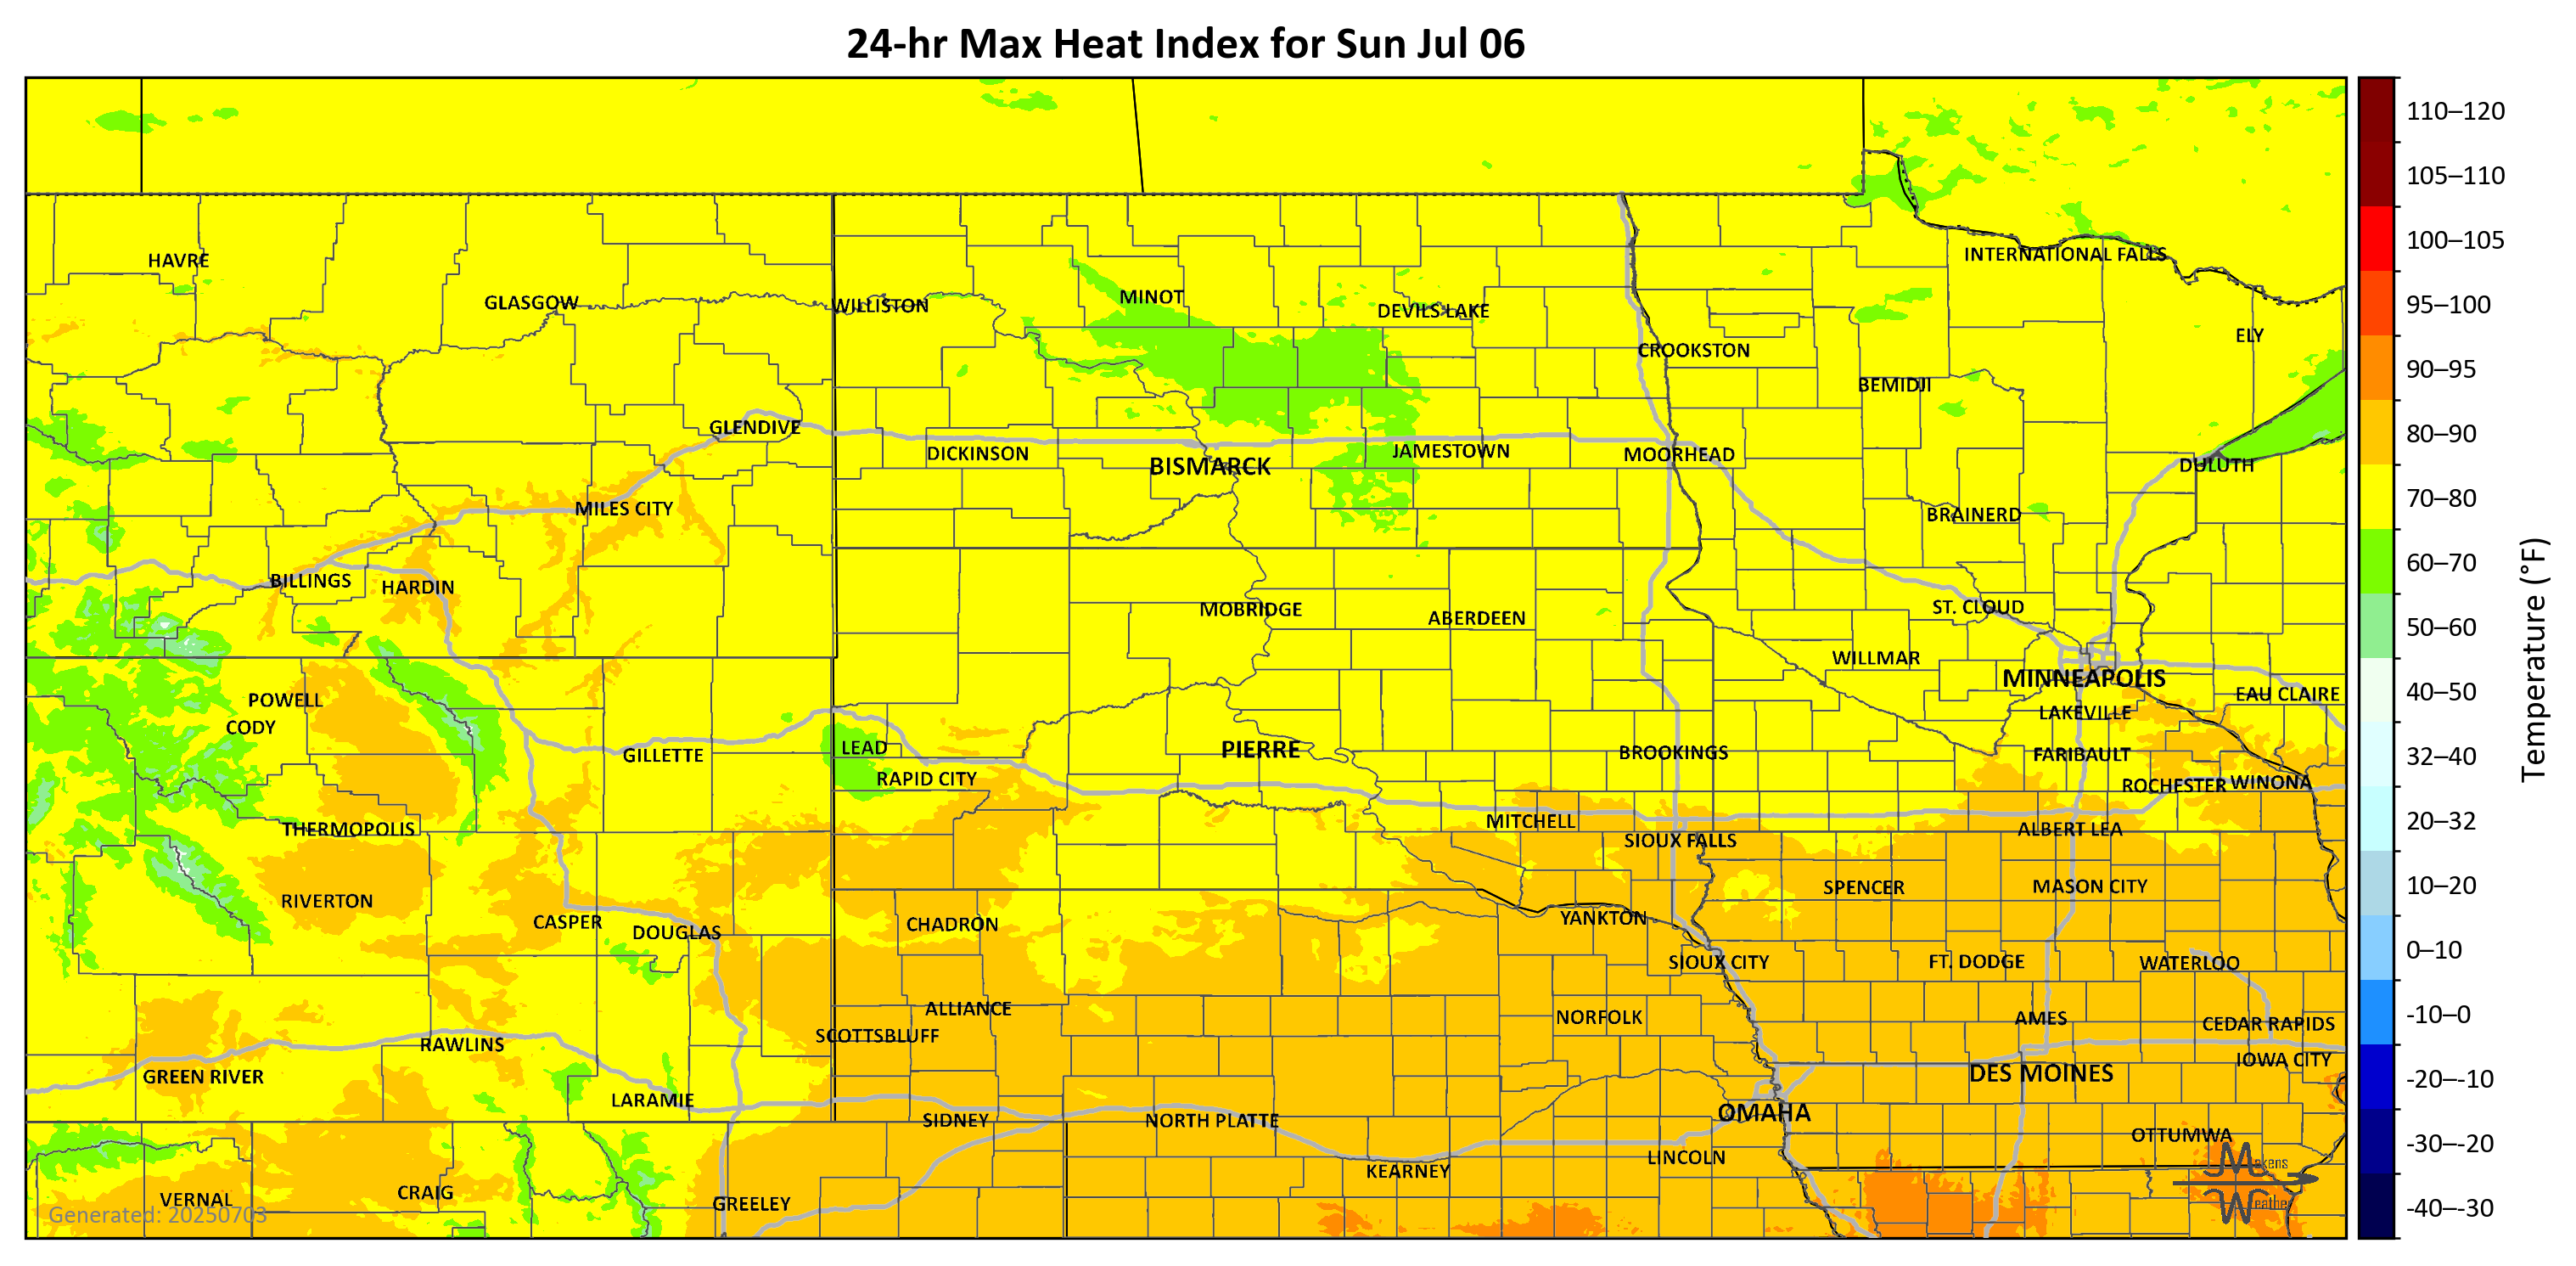 24-hr Max Heat Index for Sun Jul 06
110–120
105–110
100–105
95–100
90–95
80–90
70–80
60–70
50–60
40–50
32–40
20–32
10–20
0–10
-10–0
-20–-10
-30–-20
-40–-30
Temperature (°F)
HAVRE
INTERNATIONAL FALLS
GLASGOW
WILLISTON
MINOT
DEVILS LAKE
ELY
CROOKSTON
BEMIDJI
GLENDIVE
DICKINSON
BISMARCK
JAMESTOWN
MOORHEAD
DULUTH
MILES CITY
BRAINERD
BILLINGS
HARDIN
MOBRIDGE
ABERDEEN
ST. CLOUD
WILLMAR
MINNEAPOLIS
EAU CLAIRE
POWELL
CODY
LAKEVILLE
GILLETTE
LEAD
RAPID CITY
PIERRE
BROOKINGS
FARIBAULT
ROCHESTER
WINONA
THERMOPOLIS
MITCHELL
SIOUX FALLS
ALBERT LEA
RIVERTON
SPENCER
MASON CITY
CASPER
DOUGLAS
CHADRON
YANKTON
SIOUX CITY
FT. DODGE
WATERLOO
ALLIANCE
SCOTTSBLUFF
NORFOLK
AMES
CEDAR RAPIDS
RAWLINS
IOWA CITY
GREEN RIVER
DES MOINES
LARAMIE
SIDNEY
NORTH PLATTE
OMAHA
OTTUMWA
LINCOLN
KEARNEY
VERNAL
CRAIG
GREELEY
Makens
Weather
Generated: 20250703